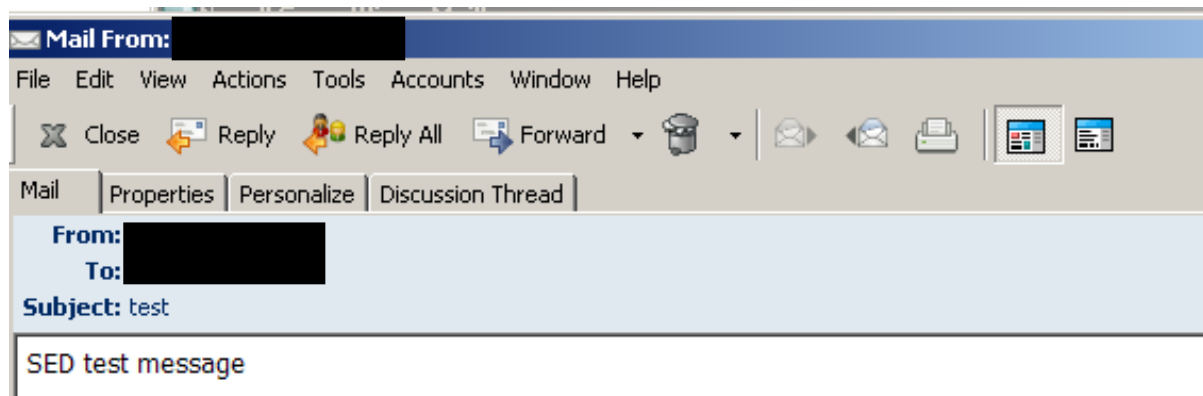 Mail From:
File Edit View Actions Tools Accounts Window Help
Close Reply Reply All Forward
Mail Properties Personalize Discussion Thread
From:
To:
Subject: test
SED test message